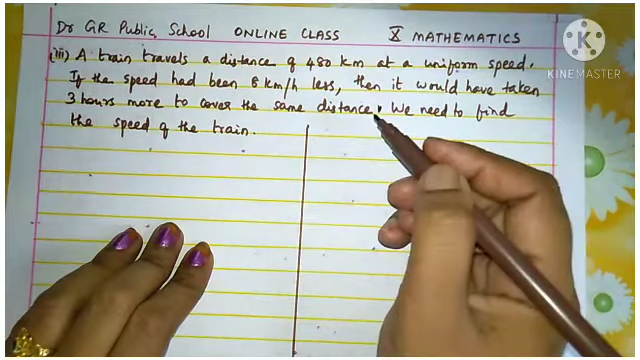 Dr GR Public School ONLINE CLASS X MATHEMATICS
(iii) A train travels a distance of 480 km at a uniform speed.
If the speed had been 8 km/h less, then it would have taken
3 hours more to cover the same distance. We need to find
the speed of the train.
KINEMASTER